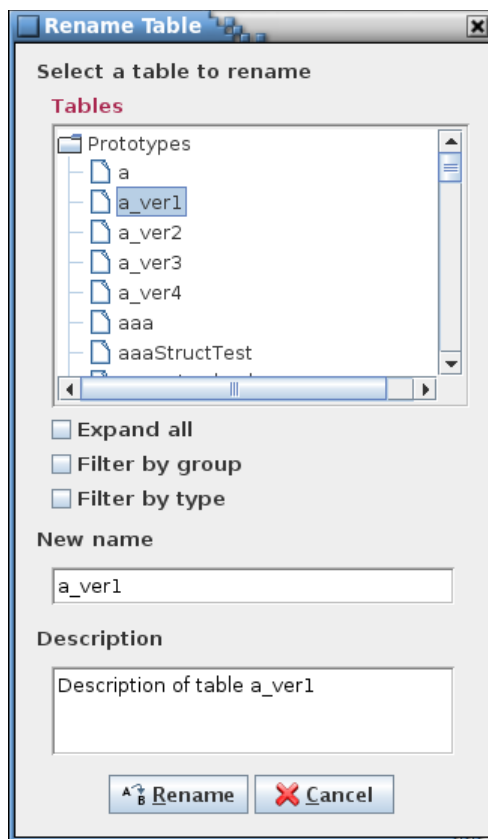 Rename Table
Select a table to rename
Tables
Prototypes
a
a_ver1
a_ver2
a_ver3
a_ver4
aaa
aaaStructTest
Expand all
Filter by group
Filter by type
New name
a_ver1
Description
Description of table a_ver1
A B Rename
Cancel